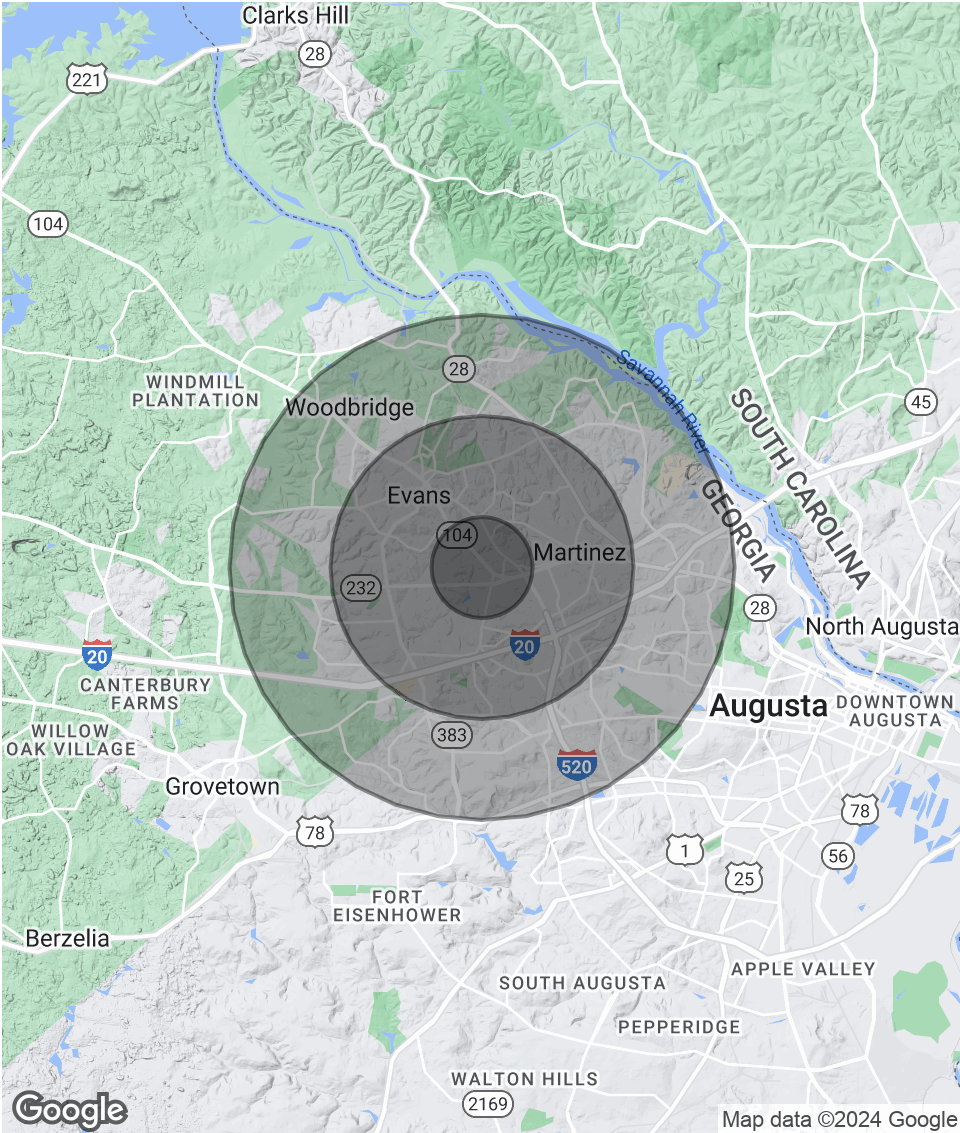 Clarks Hill
28
221
104
Savannah River
28
WINDMILL
PLANTATION
Woodbridge
45
SOUTH CAROLINA
Evans
GEORGIA
104
Martinez
232
28
North Augusta
20
20
CANTERBURY
FARMS
Augusta
DOWNTOWN
AUGUSTA
WILLOW
OAK VILLAGE
383
520
Grovetown
78
78
1
56
25
FORT
EISENHOWER
Berzelia
APPLE VALLEY
SOUTH AUGUSTA
PEPPERIDGE
WALTON HILLS
2169
Google
Map data ©2024 Google